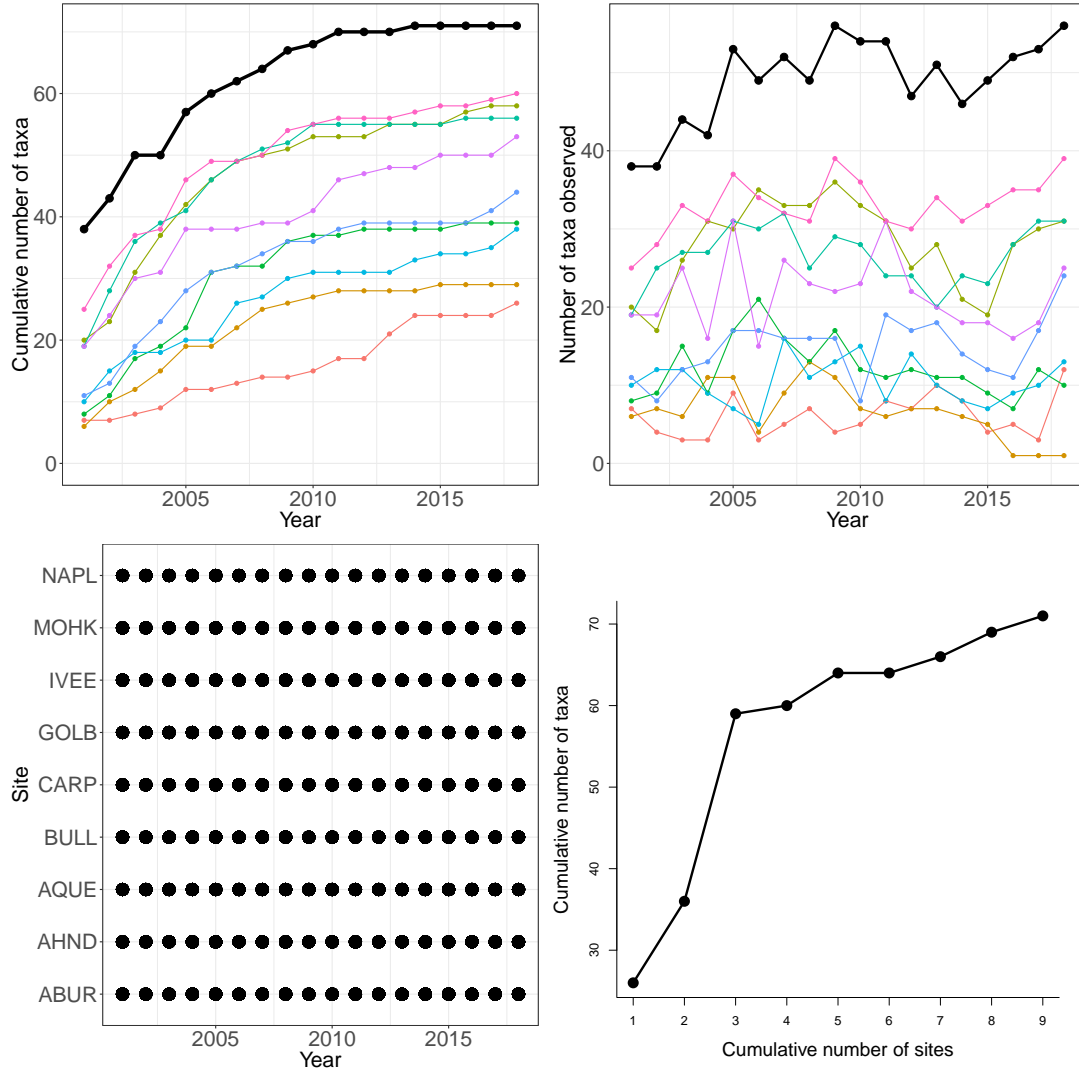 Cumulative number of taxa
60
40
20
0
2005 2010 2015
Year
Number of taxa observed
40
20
0
2005 2010 2015
Year
Site
NAPL
MOHK
IVEE
GOLB
CARP
BULL
AQUE
AHND
ABUR
2005 2010 2015
Year
Cumulative number of taxa
70
60
50
40
30
1 2 3 4 5 6 7 8 9
Cumulative number of sites